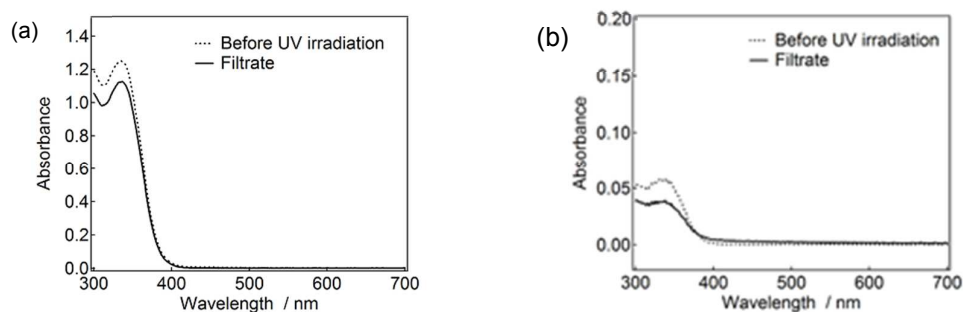 (a)
Before UV irradiation
Filtrate
1.4
1.2
1.0
0.8
0.6
0.4
0.2
0.0
Absorbance
300
400
500
600
700
Wavelength / nm
(b)
Before UV irradiation
Filtrate
0.20
0.15
0.10
0.05
0.00
Absorbance
300
400
500
600
700
Wavelength / nm